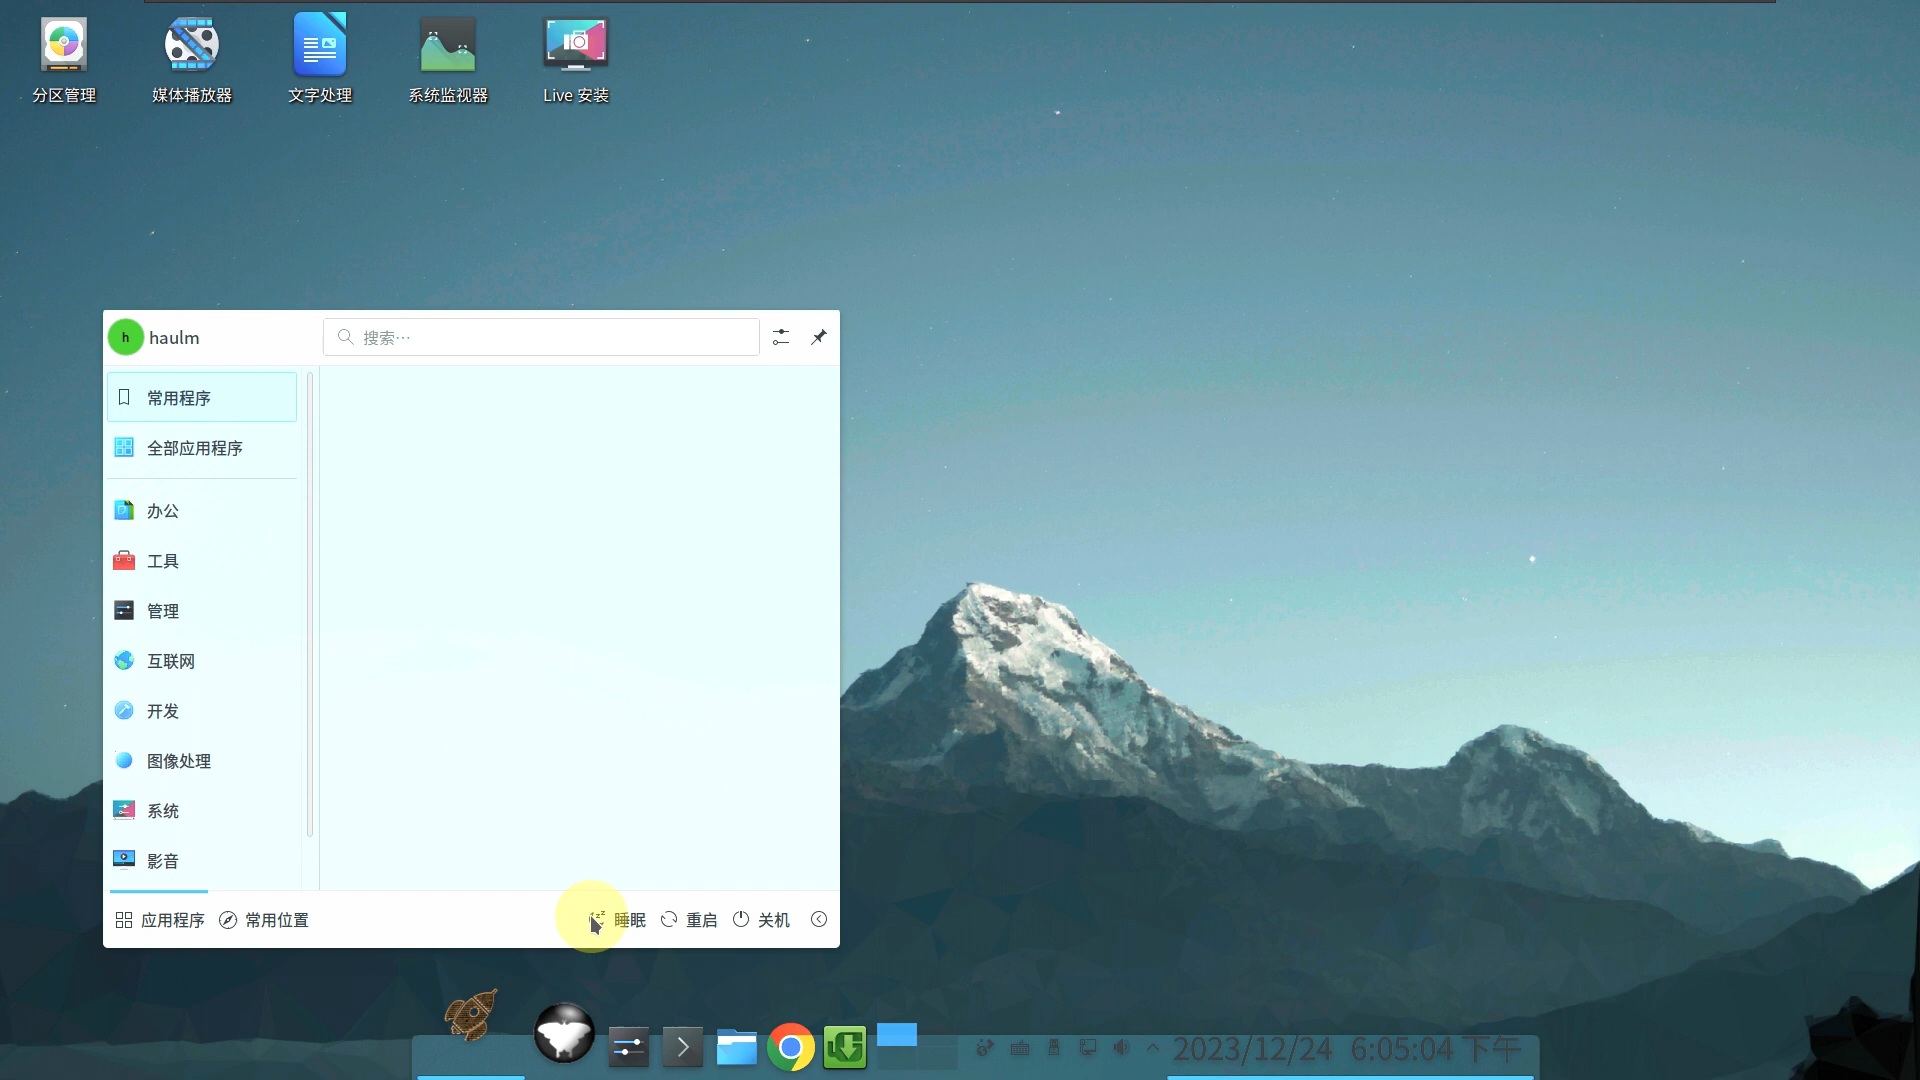 分区管理
媒体播放器
文字处理
系统监视器
Live 安装
h
haulm
搜索…
常用程序
全部应用程序
办公
工具
管理
互联网
开发
图像处理
系统
影音
应用程序
常用位置
睡眠
重启
关机
2023/12/24 6:05:04 下午